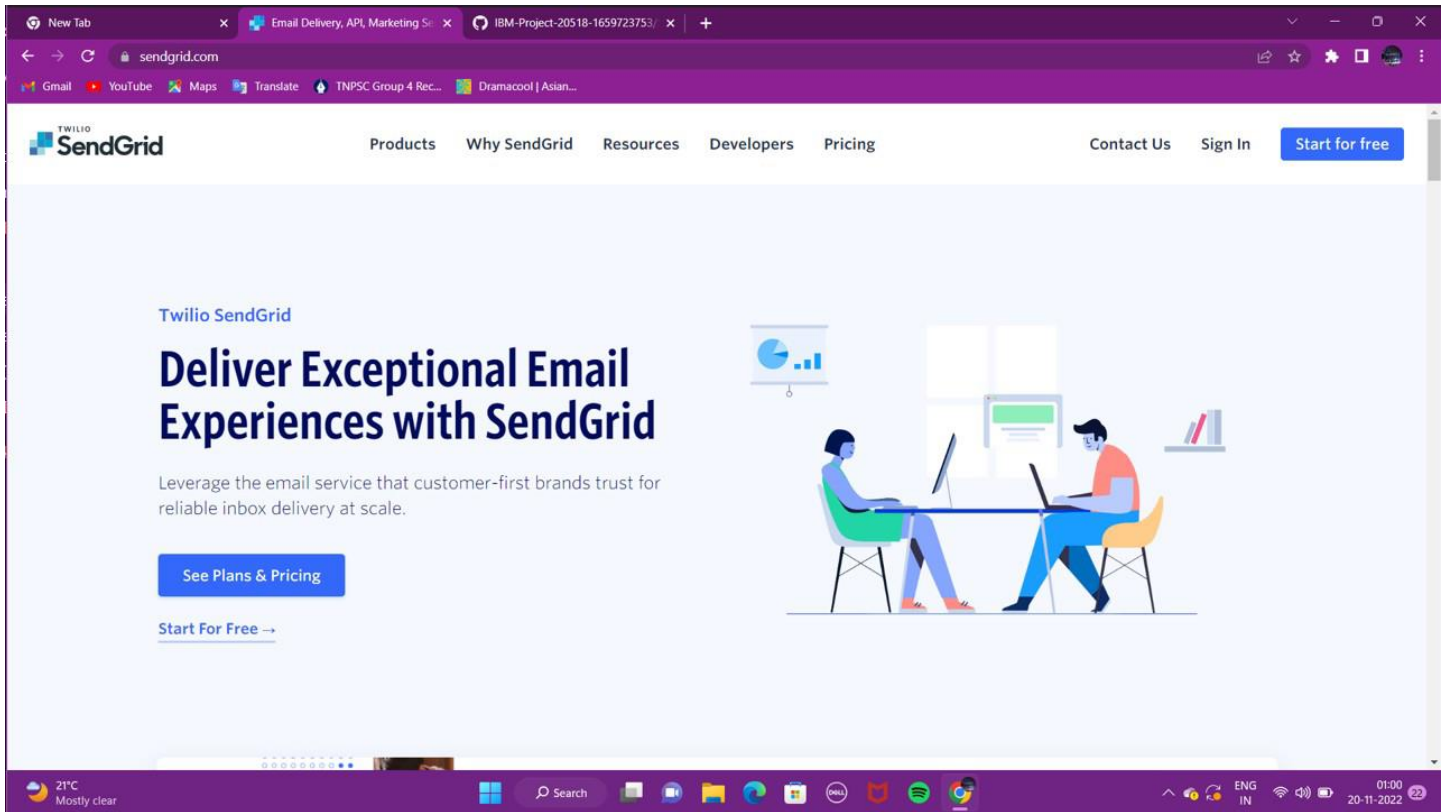 New Tab
Email Delivery, API, Marketing Se
IBM-Project-20518-1659723753/
sendgrid.com
Gmail
YouTube
Maps
Translate
TNPSC Group 4 Rec...
Dramacool | Asian...
TWILIO
SendGrid
Products
Why SendGrid
Resources
Developers
Pricing
Contact Us
Sign In
Start for free
Twilio SendGrid
Deliver Exceptional Email
Experiences with SendGrid
Leverage the email service that customer-first brands trust for
reliable inbox delivery at scale.
See Plans & Pricing
Start For Free →
21°C
Mostly clear
Search
DELL
ENG
IN
01:00
20-11-2022
22